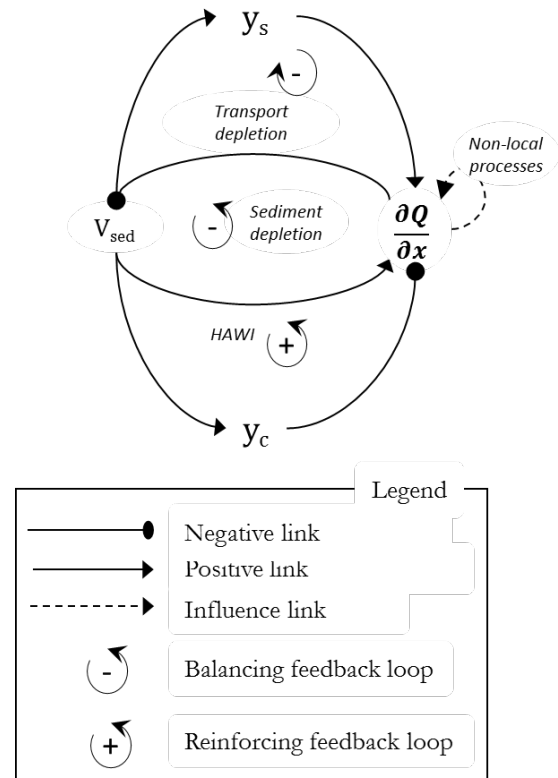 yₛ
-
Transport
depletion
Non-local
processes
Vsed
-
Sediment
depletion
∂Q
∂x
HAWI
+
y꜀
Legend
Negative link
Positive link
Influence link
-
Balancing feedback loop
+
Reinforcing feedback loop